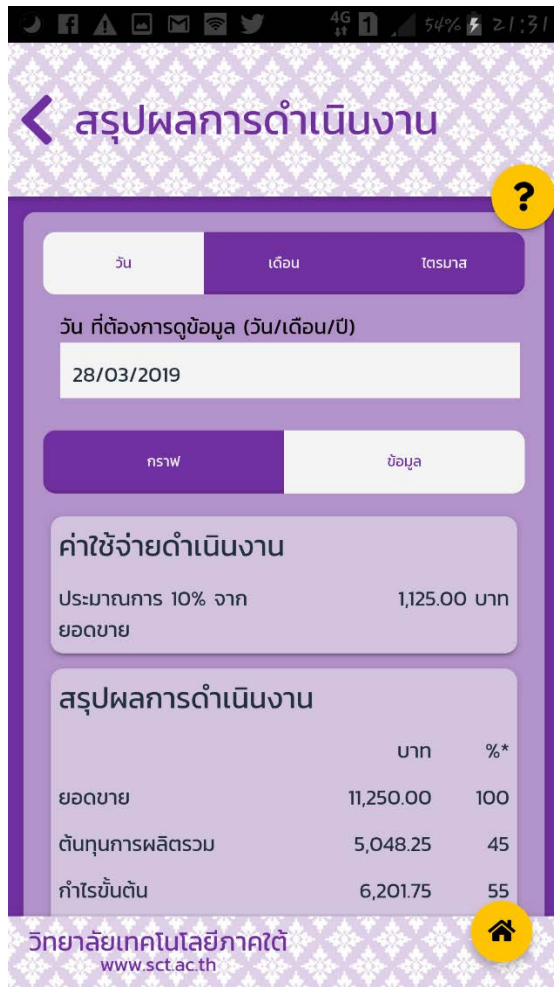 4G 1 54% 21:31
สรุปผลการดำเนินงาน
?
วัน เดือน ไตรมาส
วัน ที่ต้องการดูข้อมูล (วัน/เดือน/ปี)
28/03/2019
กราฟ ข้อมูล
ค่าใช้จ่ายดำเนินงาน
ประมาณการ 10% จาก 1,125.00 บาท
ยอดขาย
สรุปผลการดำเนินงาน
บาท %*
ยอดขาย 11,250.00 100
ต้นทุนการผลิตรวม 5,048.25 45
กำไรขั้นต้น 6,201.75 55
วิทยาลัยเทคโนโลยีภาคใต้
www.sct.ac.th